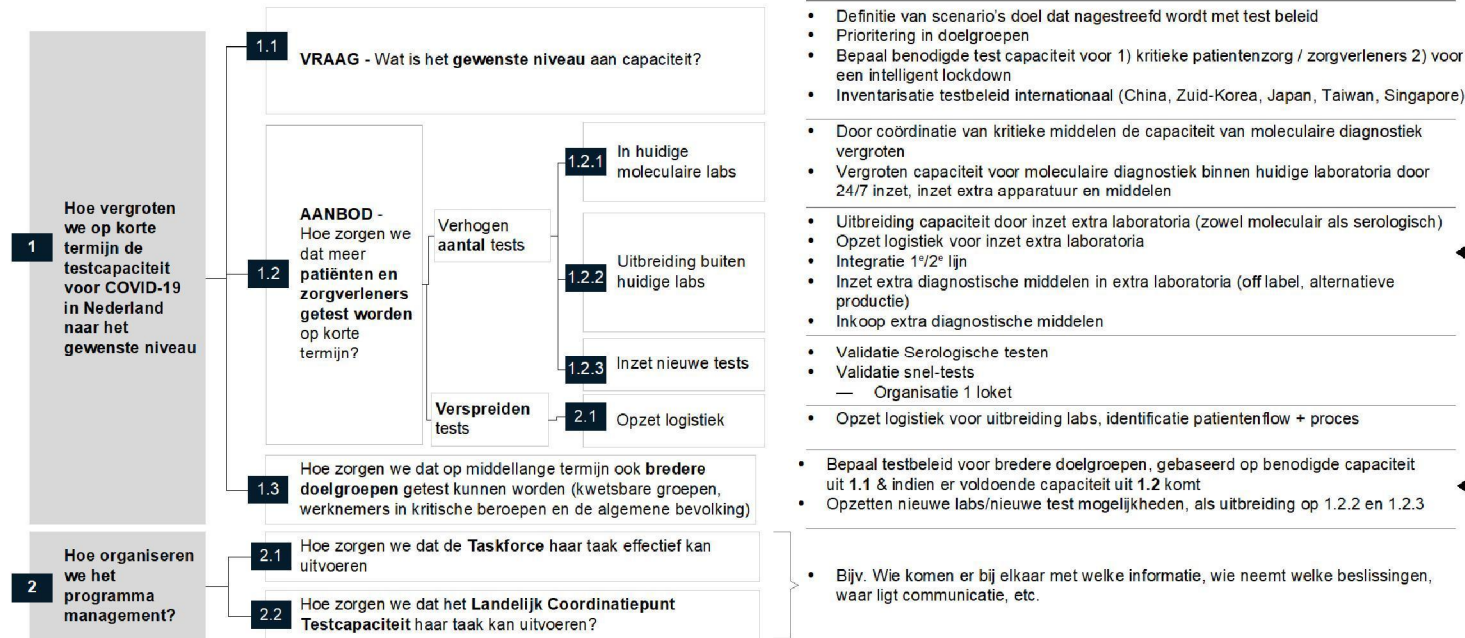 1
Hoe vergroten
we op korte
termijn de
testcapaciteit
voor COVID-19
in Nederland
naar het
gewenste niveau
1.1
VRAAG - Wat is het gewenste niveau aan capaciteit?
• Definitie van scenario's doel dat nagestreefd wordt met test beleid
• Prioritering in doelgroepen
• Bepaal benodigde test capaciteit voor 1) kritieke patientenzorg / zorgverleners 2) voor
een intelligent lockdown
• Inventarisatie testbeleid internationaal (China, Zuid-Korea, Japan, Taiwan, Singapore)
1.2
AANBOD -
Hoe zorgen we
dat meer
patiënten en
zorgverleners
getest worden
op korte
termijn?
Verhogen
aantal tests
1.2.1
In huidige
moleculaire labs
• Door coördinatie van kritieke middelen de capaciteit van moleculaire diagnostiek
vergroten
• Vergroten capaciteit voor moleculaire diagnostiek binnen huidige laboratoria door
24/7 inzet, inzet extra apparatuur en middelen
1.2.2
Uitbreiding buiten
huidige labs
• Uitbreiding capaciteit door inzet extra laboratoria (zowel moleculair als serologisch)
• Opzet logistiek voor inzet extra laboratoria
• Integratie 1e/2e lijn
• Inzet extra diagnostische middelen in extra laboratoria (off label, alternatieve
productie)
• Inkoop extra diagnostische middelen
1.2.3
Inzet nieuwe tests
• Validatie Serologische testen
• Validatie snel-tests
— Organisatie 1 loket
Verspreiden
tests
2.1
Opzet logistiek
• Opzet logistiek voor uitbreiding labs, identificatie patientenflow + proces
1.3
Hoe zorgen we dat op middellange termijn ook bredere
doelgroepen getest kunnen worden (kwetsbare groepen,
werknemers in kritische beroepen en de algemene bevolking)
• Bepaal testbeleid voor bredere doelgroepen, gebaseerd op benodigde capaciteit
uit 1.1 & indien er voldoende capaciteit uit 1.2 komt
• Opzetten nieuwe labs/nieuwe test mogelijkheden, als uitbreiding op 1.2.2 en 1.2.3
2
Hoe organiseren
we het
programma
management?
2.1
Hoe zorgen we dat de Taskforce haar taak effectief kan
uitvoeren
2.2
Hoe zorgen we dat het Landelijk Coordinatiepunt
Testcapaciteit haar taak kan uitvoeren?
• Bijv. Wie komen er bij elkaar met welke informatie, wie neemt welke beslissingen,
waar ligt communicatie, etc.